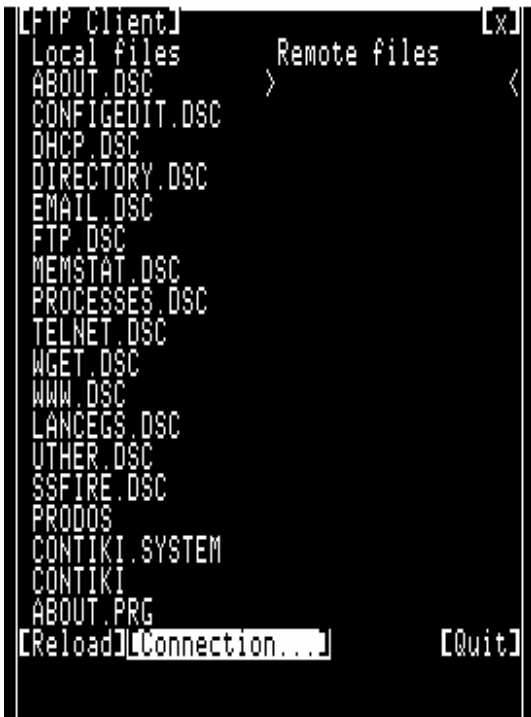 [FTP Client] [x]
Local files Remote files
ABOUT.DSC > <
CONFIGEDIT.DSC
DHCP.DSC
DIRECTORY.DSC
EMAIL.DSC
FTP.DSC
MEMSTAT.DSC
PROCESSES.DSC
TELNET.DSC
WGET.DSC
WWW.DSC
LANCEGS.DSC
UTHER.DSC
SSFIRE.DSC
PRODOS
CONTIKI.SYSTEM
CONTIKI
ABOUT.PRG
[Reload][Connection...] [Quit]